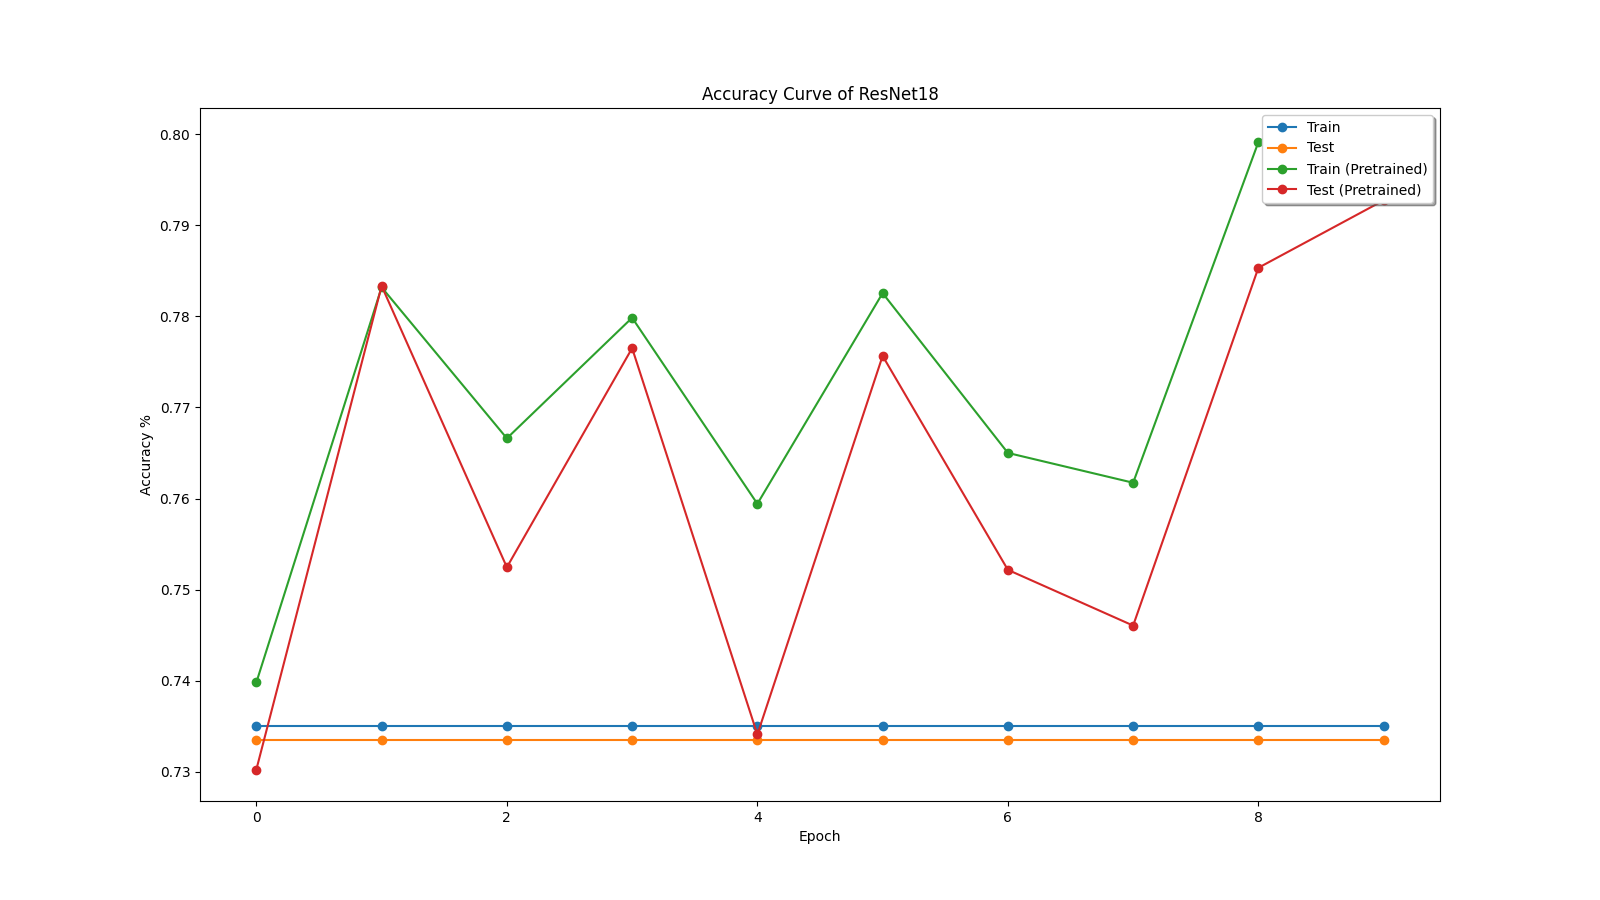 Accuracy Curve of ResNet18
Train
Test
Train (Pretrained)
Test (Pretrained)
Accuracy %
0.80
0.79
0.78
0.77
0.76
0.75
0.74
0.73
0 2 4 6 8
Epoch